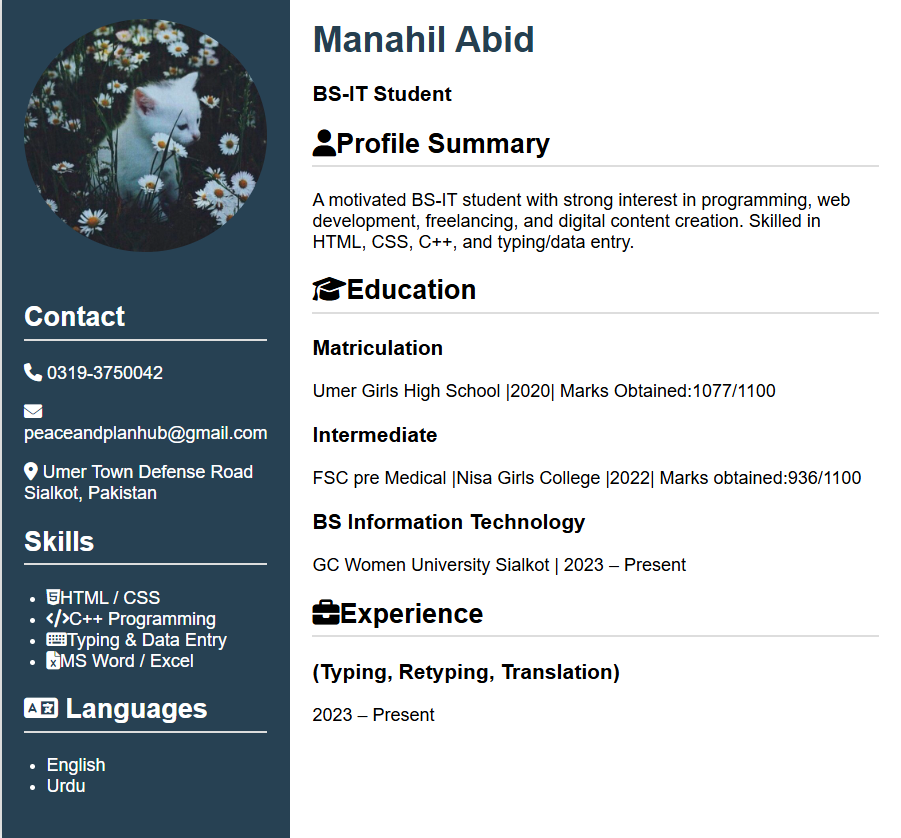 Contact
0319-3750042
peaceandplanhub@gmail.com
Umer Town Defense Road
Sialkot, Pakistan
Skills
HTML / CSS
C++ Programming
Typing & Data Entry
MS Word / Excel
Languages
English
Urdu
Manahil Abid
BS-IT Student
Profile Summary
A motivated BS-IT student with strong interest in programming, web
development, freelancing, and digital content creation. Skilled in
HTML, CSS, C++, and typing/data entry.
Education
Matriculation
Umer Girls High School |2020| Marks Obtained:1077/1100
Intermediate
FSC pre Medical |Nisa Girls College |2022| Marks obtained:936/1100
BS Information Technology
GC Women University Sialkot | 2023 – Present
Experience
(Typing, Retyping, Translation)
2023 – Present